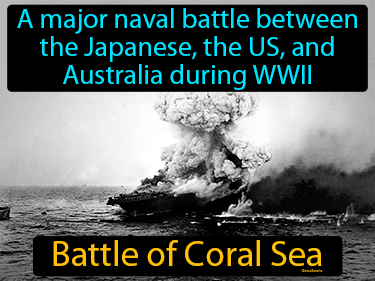 A major naval battle between
the Japanese, the US, and
Australia during WWII
Battle of Coral Sea